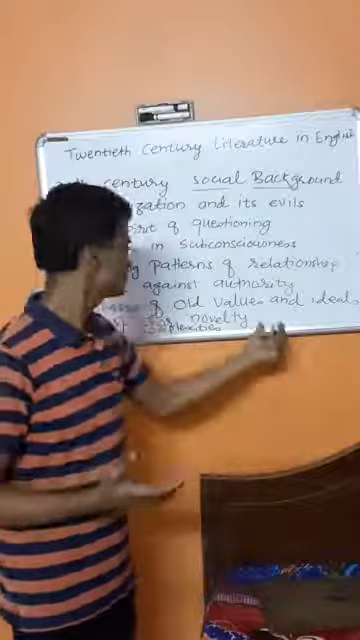 Twentieth Century Literature in English
century social Background
and its evils
of questioning
in subconsciousness
Patterns of relationship
against authority
of Old values and ideals
novelty